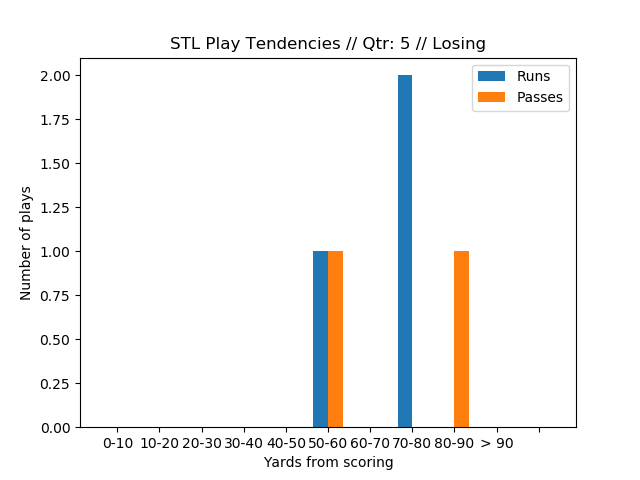 STL Play Tendencies // Qtr: 5 // Losing
Runs
Passes
Number of plays
2.00
1.75
1.50
1.25
1.00
0.75
0.50
0.25
0.00
0-10 10-20 20-30 30-40 40-50 50-60 60-70 70-80 80-90 > 90
Yards from scoring